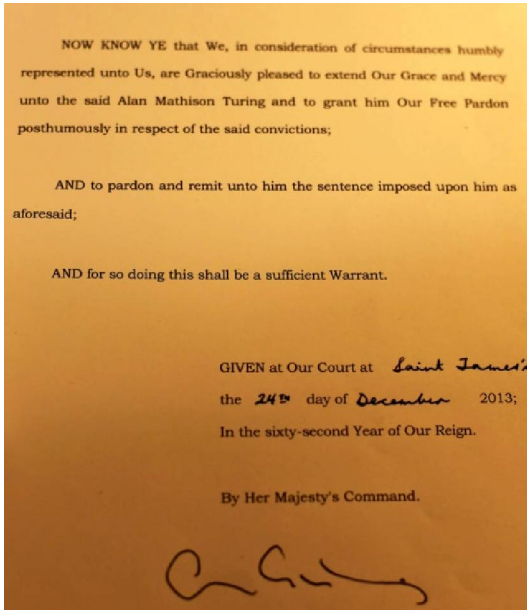 NOW KNOW YE that We, in consideration of circumstances humbly
represented unto Us, are Graciously pleased to extend Our Grace and Mercy
unto the said Alan Mathison Turing and to grant him Our Free Pardon
posthumously in respect of the said convictions;
AND to pardon and remit unto him the sentence imposed upon him as
aforesaid;
AND for so doing this shall be a sufficient Warrant.
GIVEN at Our Court at Saint James's
the 24th day of December 2013;
In the sixty-second Year of Our Reign.
By Her Majesty's Command.